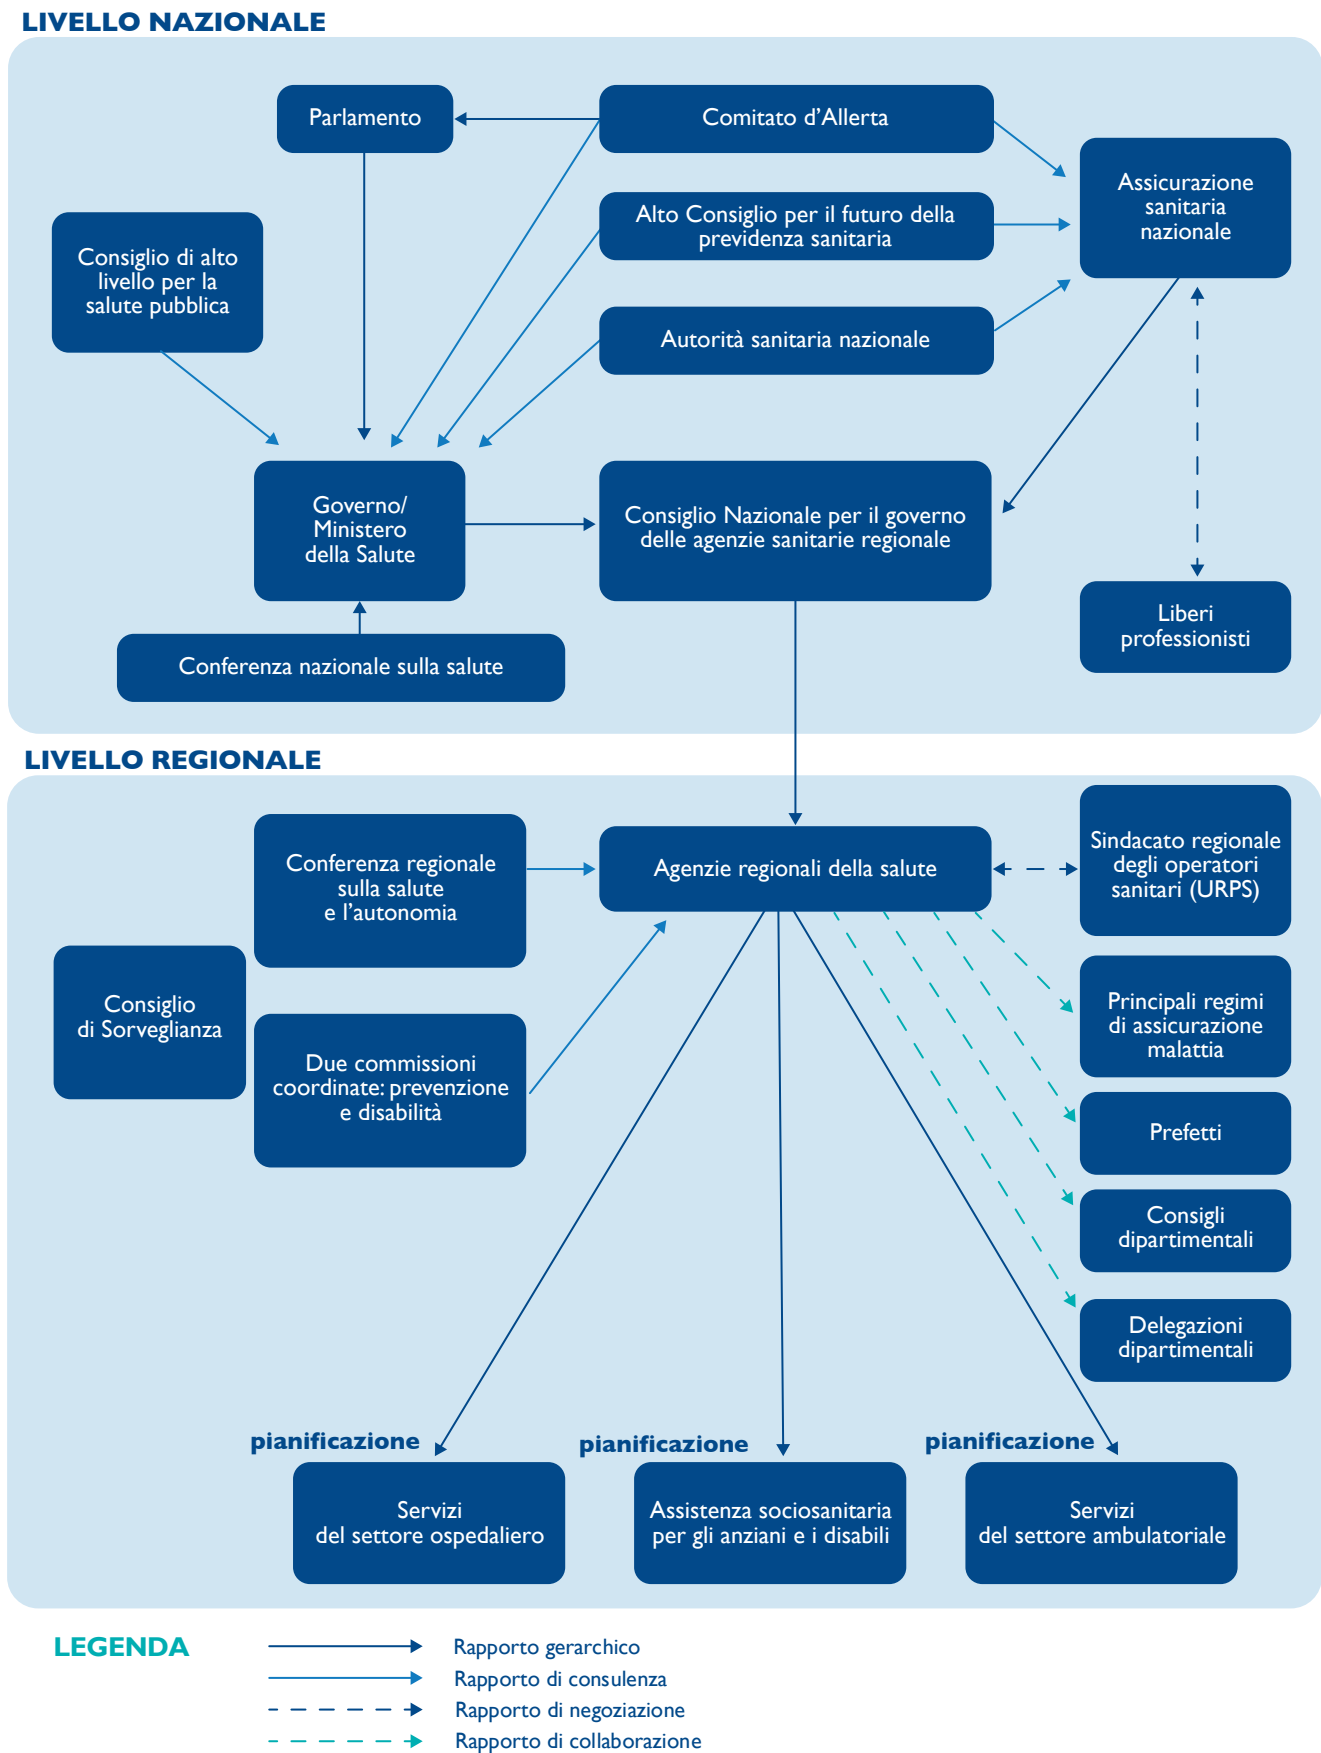 LIVELLO NAZIONALE
Parlamento
Comitato d'Allerta
Assicurazione
sanitaria
nazionale
Alto Consiglio per il futuro della
previdenza sanitaria
Consiglio di alto
livello per la
salute pubblica
Autorità sanitaria nazionale
Governo/
Ministero
della Salute
Consiglio Nazionale per il governo
delle agenzie sanitarie regionale
Liberi
professionisti
Conferenza nazionale sulla salute
LIVELLO REGIONALE
Conferenza regionale
sulla salute
e l'autonomia
Agenzie regionali della salute
Sindacato regionale
degli operatori
sanitari (URPS)
Consiglio
di Sorveglianza
Principali regimi
di assicurazione
malattia
Due commissioni
coordinate: prevenzione
e disabilità
Prefetti
Consigli
dipartimentali
Delegazioni
dipartimentali
pianificazione
pianificazione
pianificazione
Servizi
del settore ospedaliero
Assistenza sociosanitaria
per gli anziani e i disabili
Servizi
del settore ambulatoriale
LEGENDA
Rapporto gerarchico
Rapporto di consulenza
Rapporto di negoziazione
Rapporto di collaborazione